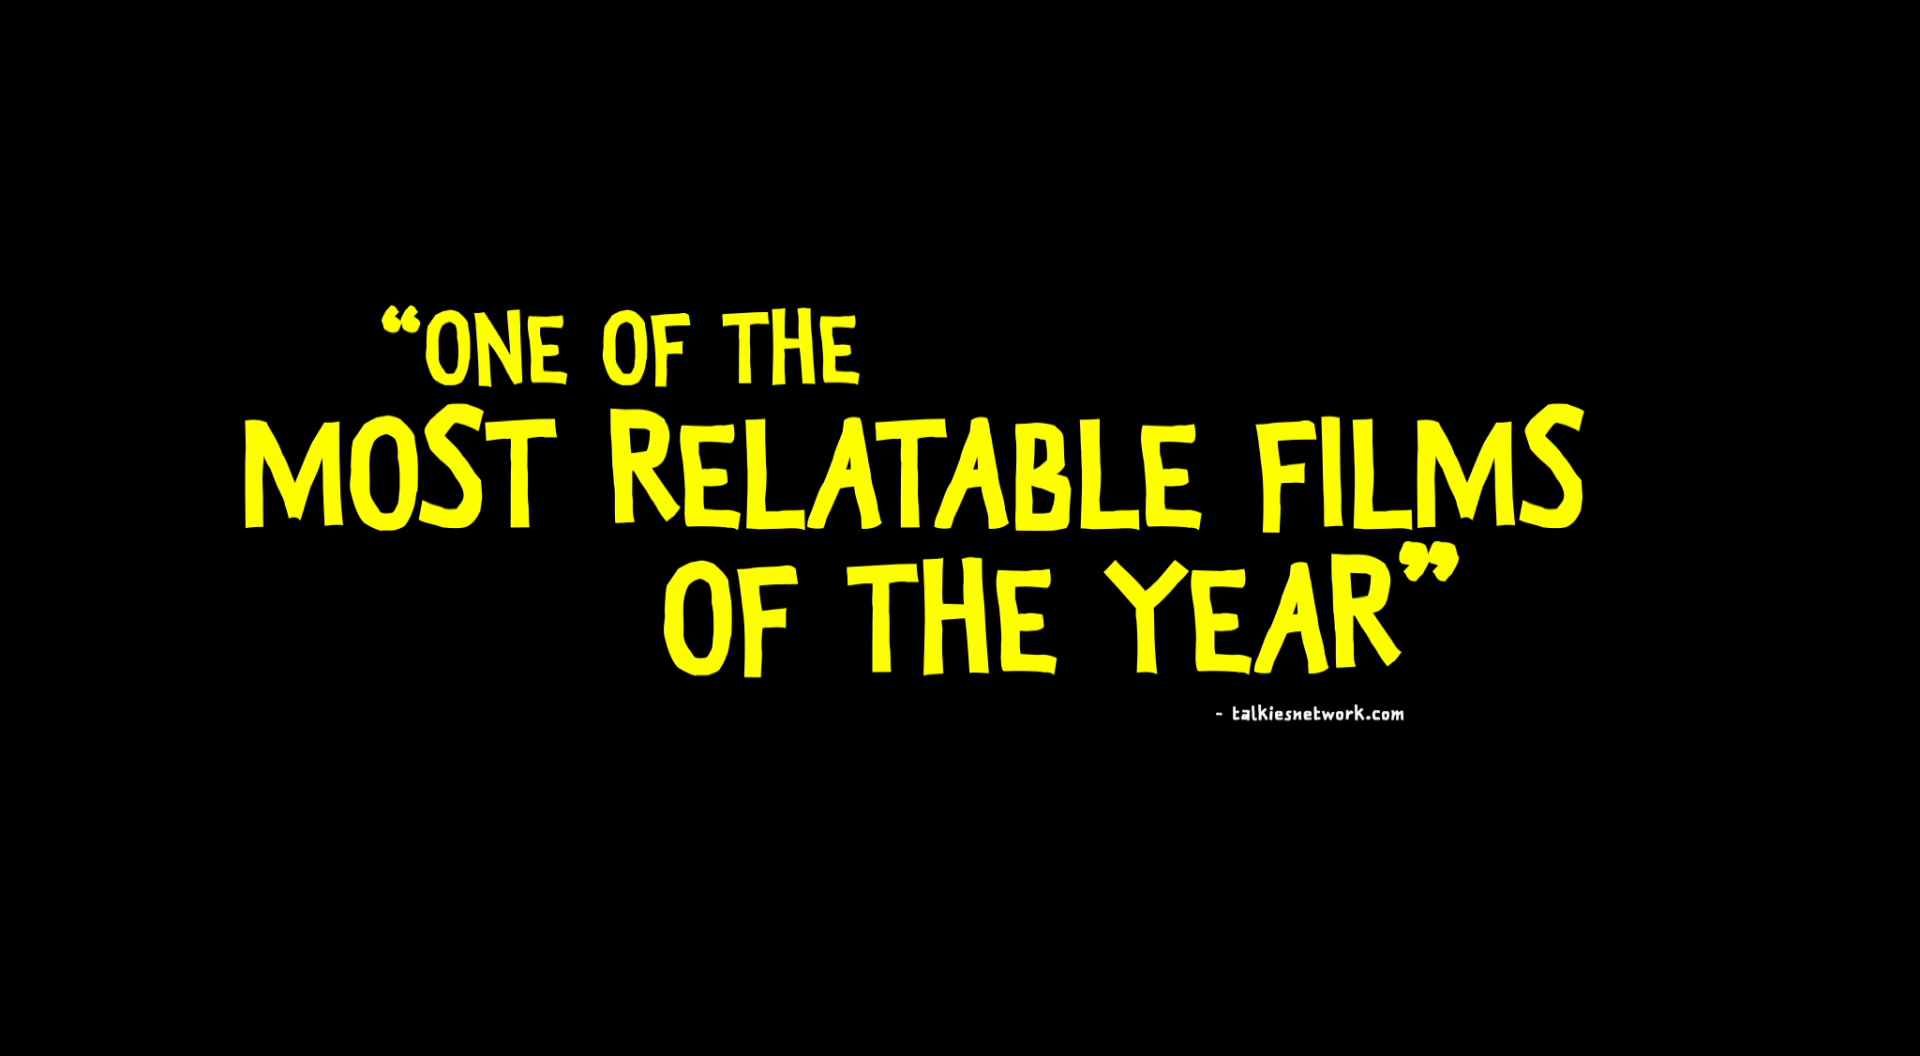 “ONE OF THE
MOST RELATABLE FILMS
OF THE YEAR”
- talkiesnetwork.com